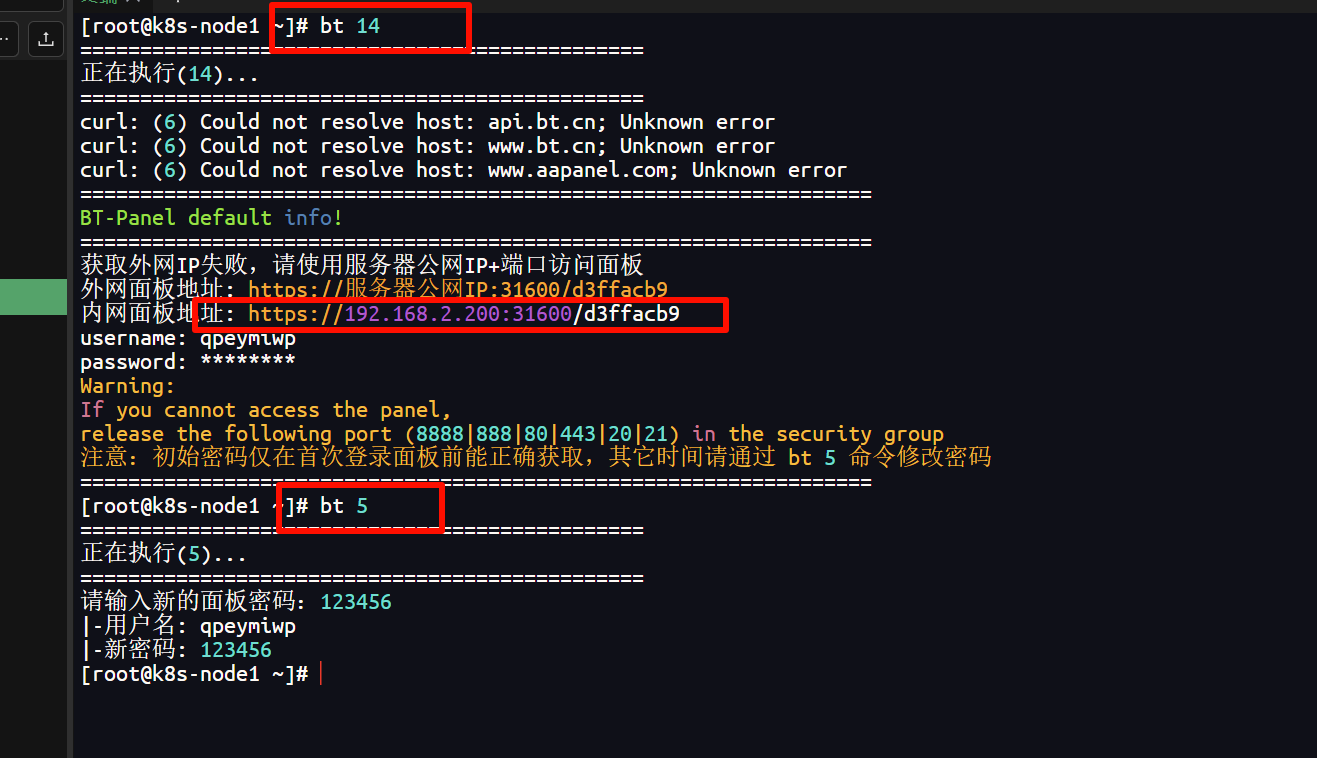 [root@k8s-node1 ~]# bt 14
===============================================
正在执行(14)...
===============================================
curl: (6) Could not resolve host: api.bt.cn; Unknown error
curl: (6) Could not resolve host: www.bt.cn; Unknown error
curl: (6) Could not resolve host: www.aapanel.com; Unknown error
==================================================================
BT-Panel default info!
==================================================================
获取外网IP失败，请使用服务器公网IP+端口访问面板
外网面板地址: https://服务器公网IP:31600/d3ffacb9
内网面板地址: https://192.168.2.200:31600/d3ffacb9
username: qpeymiwp
password: ********
Warning:
If you cannot access the panel,
release the following port (8888|888|80|443|20|21) in the security group
注意：初始密码仅在首次登录面板前能正确获取，其它时间请通过 bt 5 命令修改密码
==================================================================
[root@k8s-node1 ~]# bt 5
===============================================
正在执行(5)...
===============================================
请输入新的面板密码：123456
|-用户名: qpeymiwp
|-新密码: 123456
[root@k8s-node1 ~]#